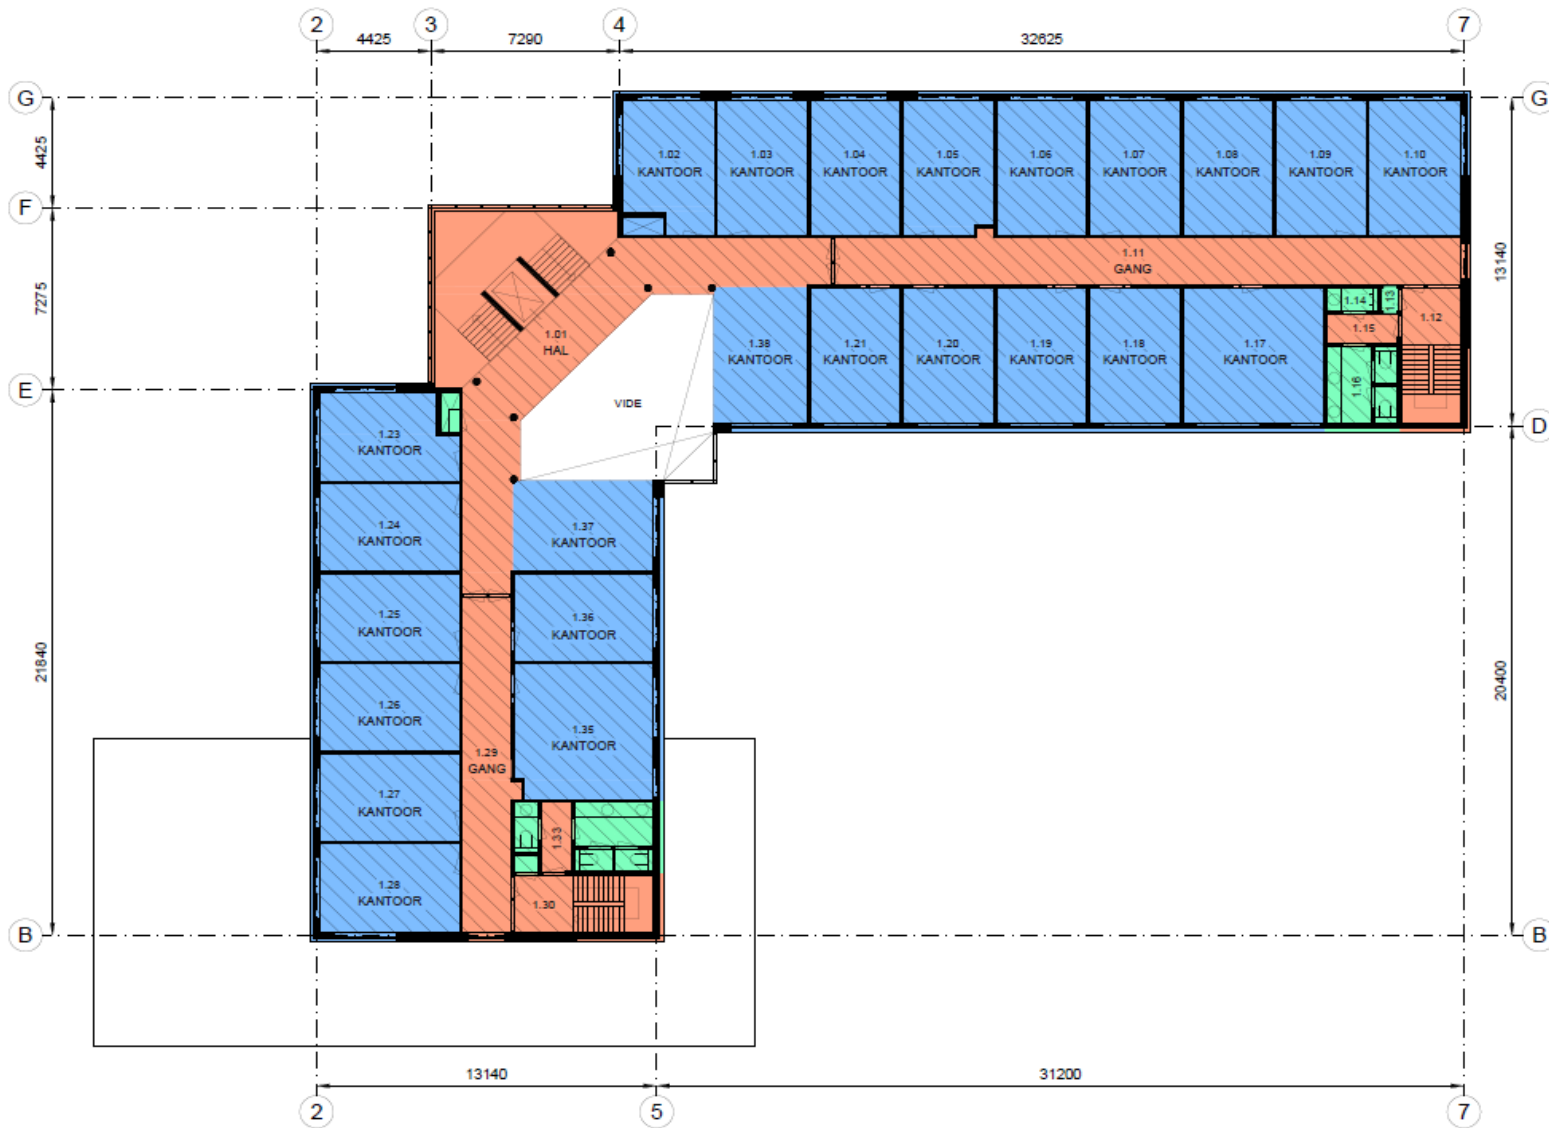 2
3
4
7
4425
7290
32625
G
G
4425
1.02
KANTOOR
1.03
KANTOOR
1.04
KANTOOR
1.05
KANTOOR
1.06
KANTOOR
1.07
KANTOOR
1.08
KANTOOR
1.09
KANTOOR
1.10
KANTOOR
F
7275
13140
1.11
GANG
1.01
HAL
1.38
KANTOOR
1.21
KANTOOR
1.20
KANTOOR
1.19
KANTOOR
1.18
KANTOOR
1.17
KANTOOR
1.14
1.13
1.15
1.12
1.16
E
VIDE
D
1.23
KANTOOR
1.24
KANTOOR
1.37
KANTOOR
1.25
KANTOOR
1.36
KANTOOR
21840
20400
1.26
KANTOOR
1.35
KANTOOR
1.29
GANG
1.27
KANTOOR
1.33
1.28
KANTOOR
1.30
B
B
13140
31200
2
5
7